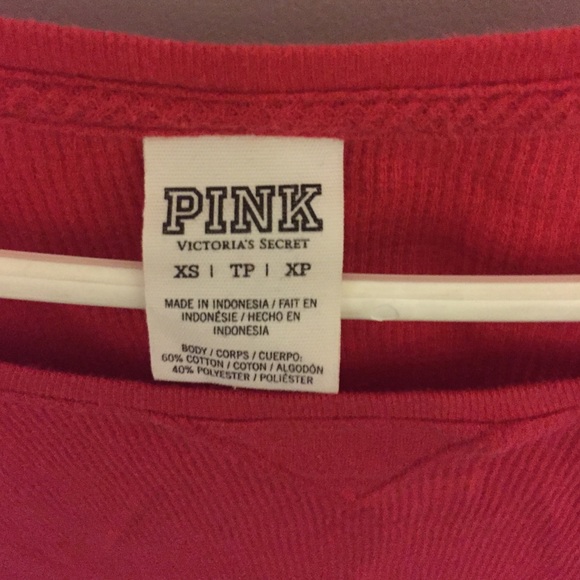 PINK
VICTORIA'S SECRET
XS | TP | XP
MADE IN INDONESIA / FAIT EN
INDONÉSIE / HECHO EN
INDONESIA
BODY / CORPS / CUERPO:
60% COTTON / COTON / ALGODÓN
40% POLYESTER / POLIÉSTER